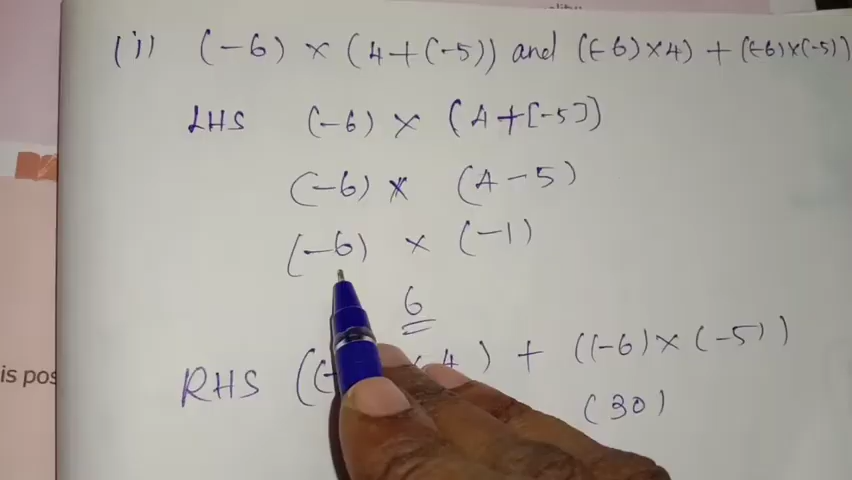 (i) (-6) × (4+(-5)) and ((-6)×4) + ((-6)×(-5))
LHS (-6) × (4+[-5])
(-6) × (4-5)
(-6) × (-1)
6
RHS 4) + ((-6)×(-5))
(30)
is pos